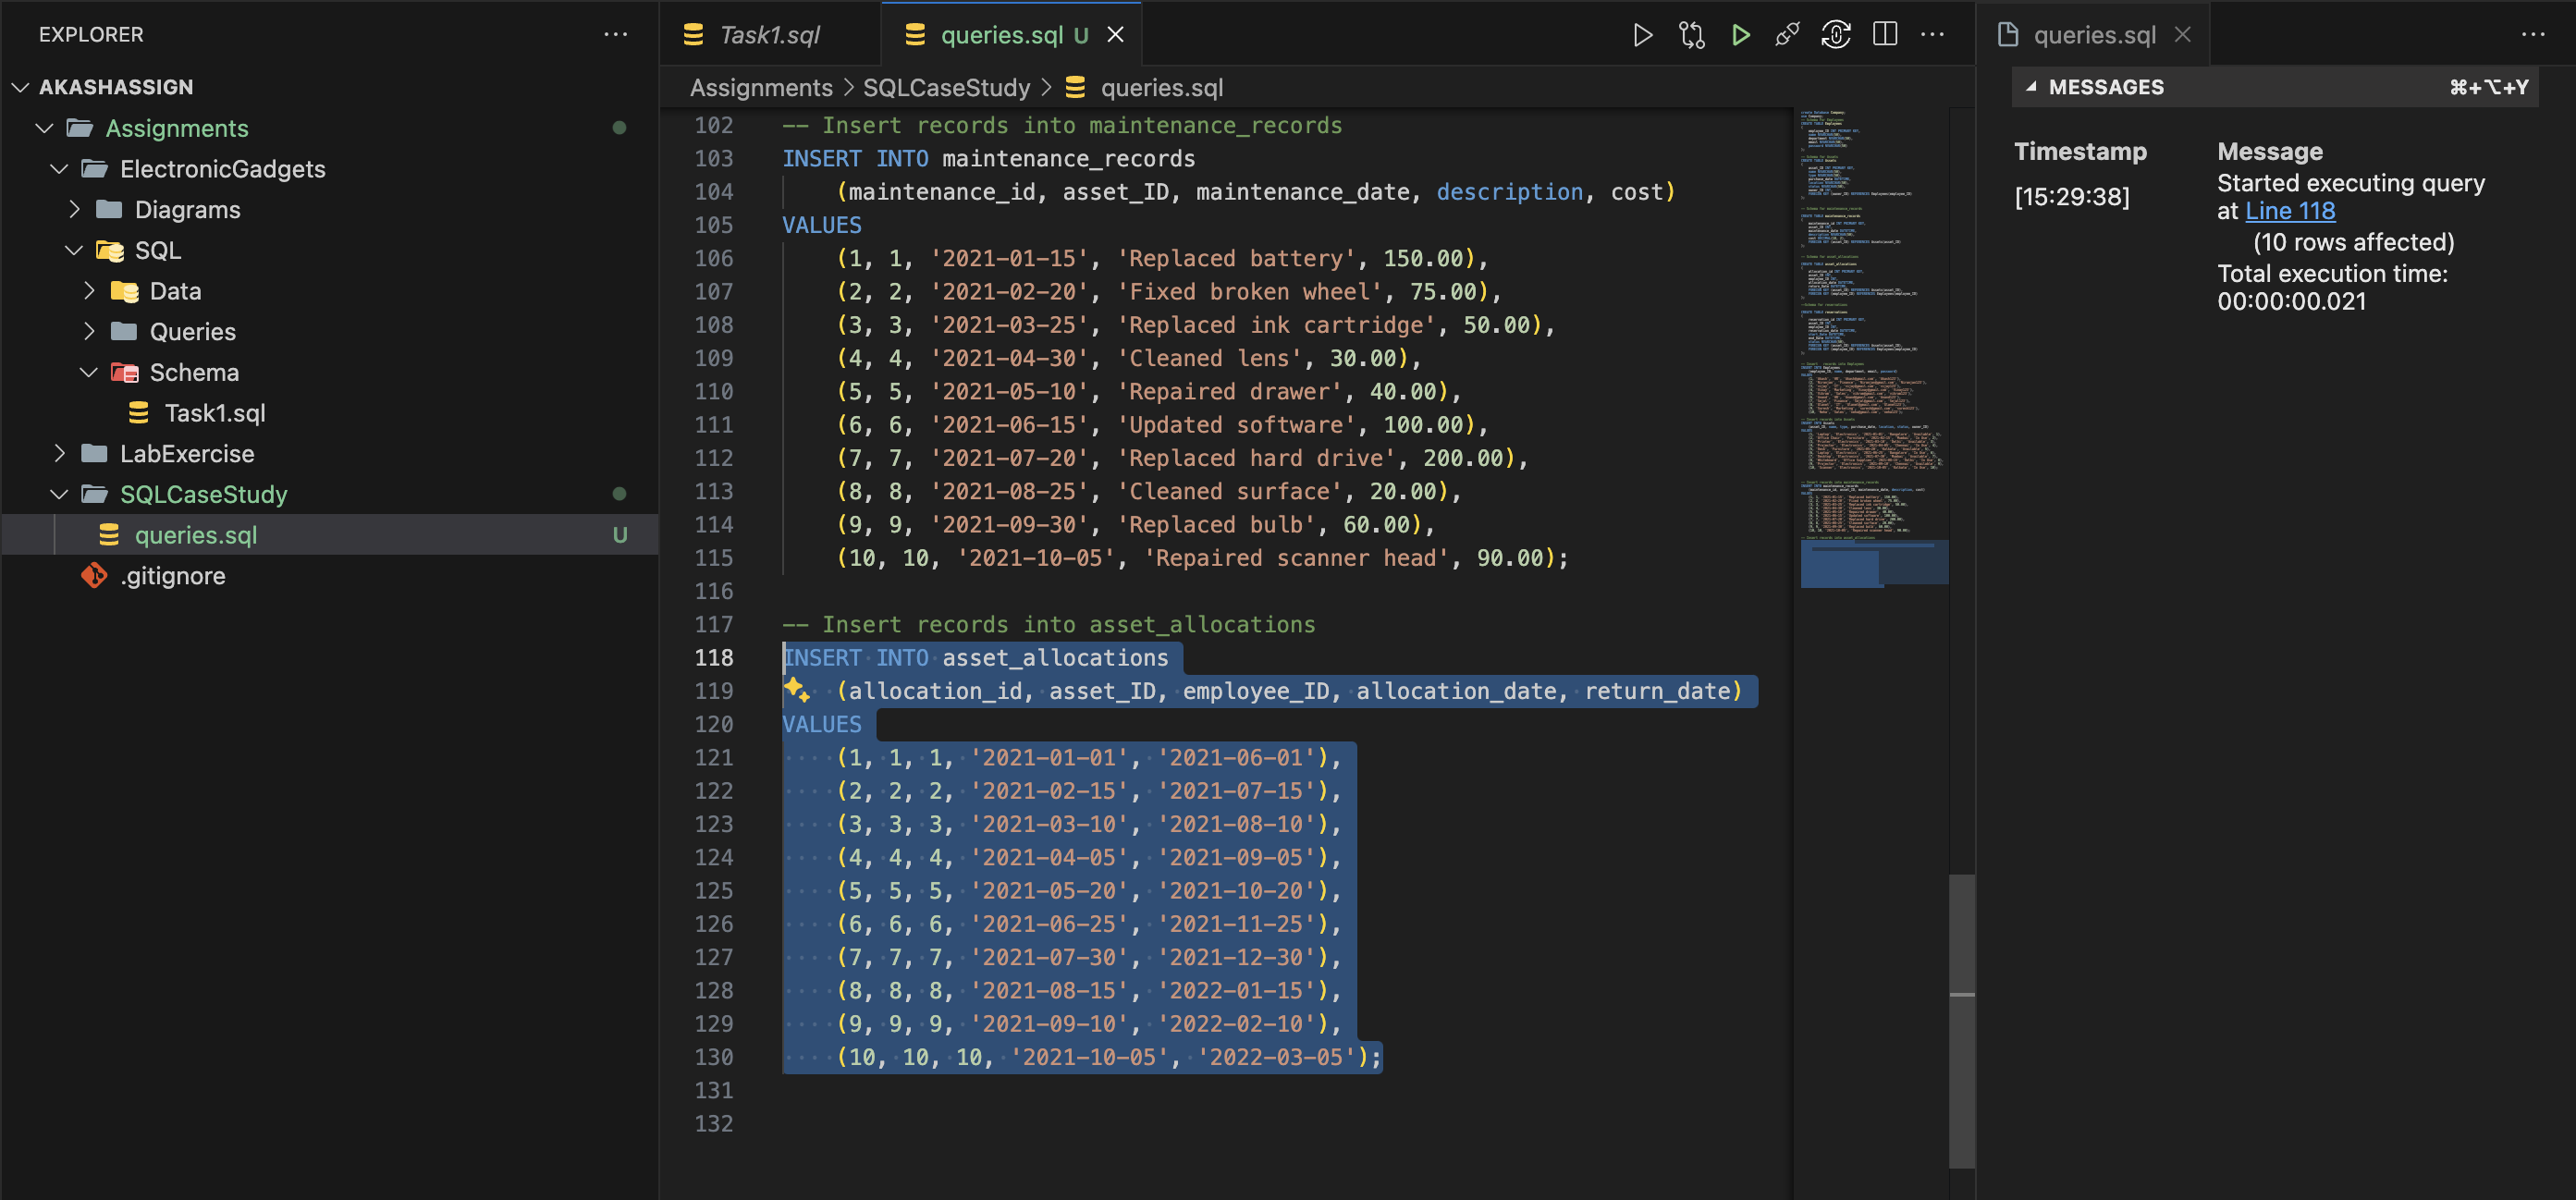 EXPLORER
AKASHASSIGN
Assignments
ElectronicGadgets
Diagrams
SQL
Data
Queries
Schema
Task1.sql
LabExercise
SQLCaseStudy
queries.sql U
.gitignore
Task1.sql
queries.sql U
Assignments > SQLCaseStudy > queries.sql
102 -- Insert records into maintenance_records
103 INSERT INTO maintenance_records
104 (maintenance_id, asset_ID, maintenance_date, description, cost)
105 VALUES
106 (1, 1, '2021-01-15', 'Replaced battery', 150.00),
107 (2, 2, '2021-02-20', 'Fixed broken wheel', 75.00),
108 (3, 3, '2021-03-25', 'Replaced ink cartridge', 50.00),
109 (4, 4, '2021-04-30', 'Cleaned lens', 30.00),
110 (5, 5, '2021-05-10', 'Repaired drawer', 40.00),
111 (6, 6, '2021-06-15', 'Updated software', 100.00),
112 (7, 7, '2021-07-20', 'Replaced hard drive', 200.00),
113 (8, 8, '2021-08-25', 'Cleaned surface', 20.00),
114 (9, 9, '2021-09-30', 'Replaced bulb', 60.00),
115 (10, 10, '2021-10-05', 'Repaired scanner head', 90.00);
116
117 -- Insert records into asset_allocations
118 INSERT INTO asset_allocations
119 (allocation_id, asset_ID, employee_ID, allocation_date, return_date)
120 VALUES
121 (1, 1, 1, '2021-01-01', '2021-06-01'),
122 (2, 2, 2, '2021-02-15', '2021-07-15'),
123 (3, 3, 3, '2021-03-10', '2021-08-10'),
124 (4, 4, 4, '2021-04-05', '2021-09-05'),
125 (5, 5, 5, '2021-05-20', '2021-10-20'),
126 (6, 6, 6, '2021-06-25', '2021-11-25'),
127 (7, 7, 7, '2021-07-30', '2021-12-30'),
128 (8, 8, 8, '2021-08-15', '2022-01-15'),
129 (9, 9, 9, '2021-09-10', '2022-02-10'),
130 (10, 10, 10, '2021-10-05', '2022-03-05');
131
132
queries.sql
MESSAGES ⌘+⌥+Y
Timestamp Message
[15:29:38] Started executing query
at Line 118
(10 rows affected)
Total execution time:
00:00:00.021